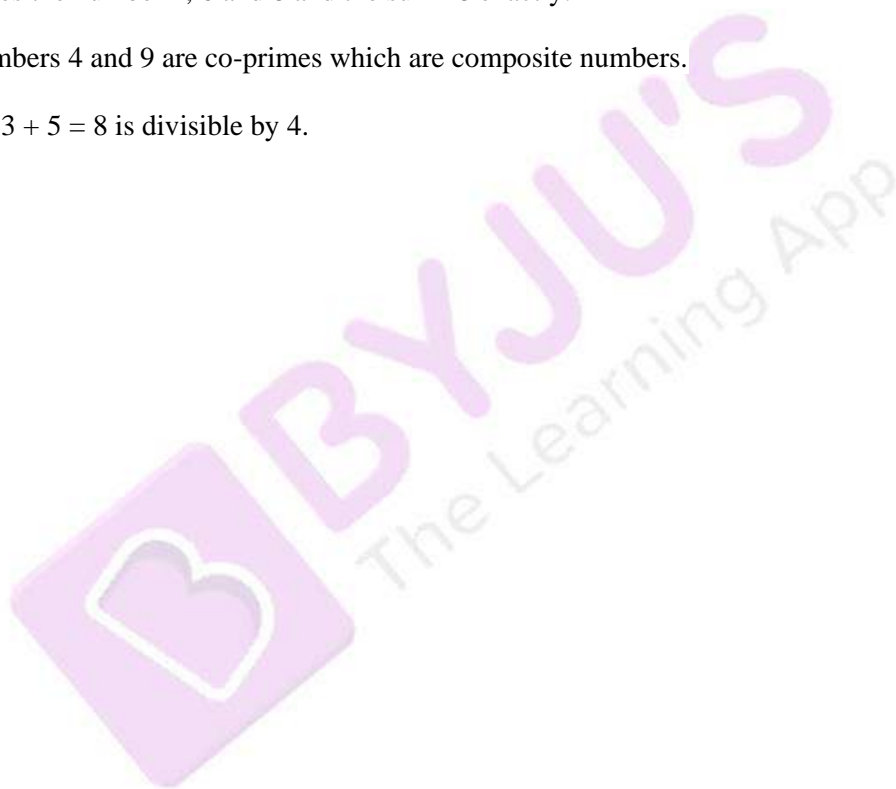 mbers 4 and 9 are co-primes which are composite numbers.
3 + 5 = 8 is divisible by 4.
BYJU'S
The Learning App